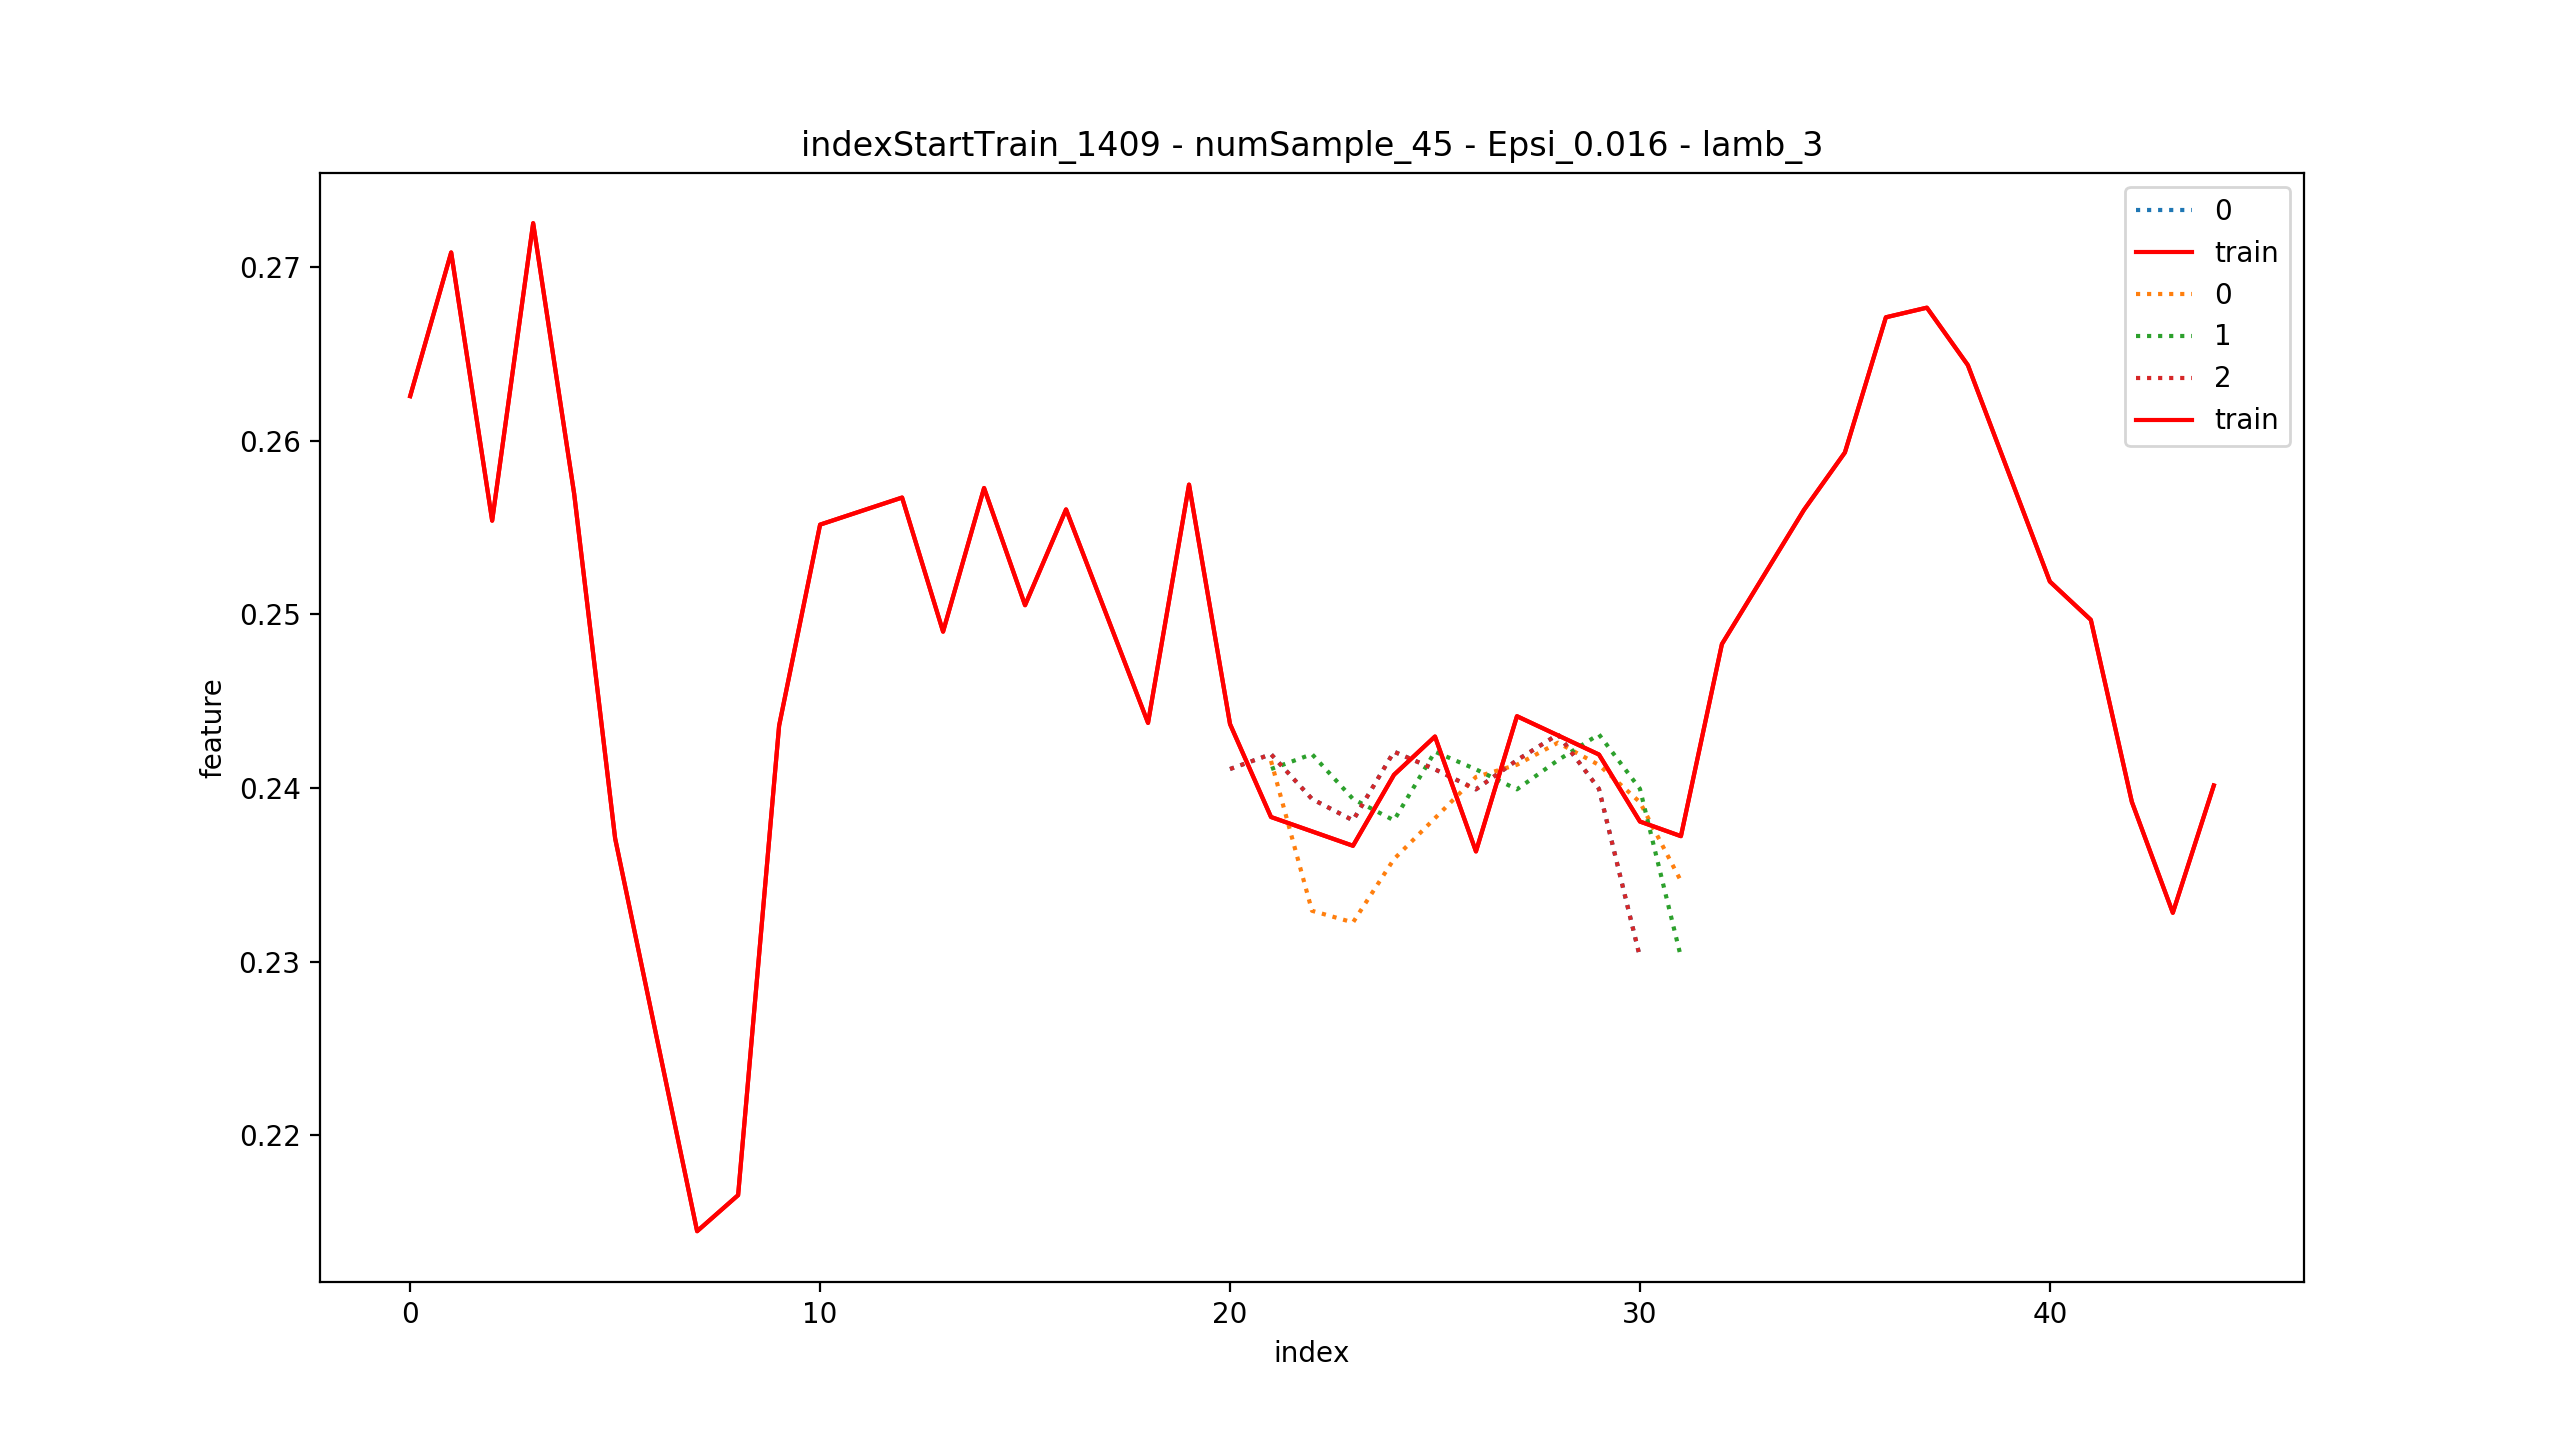 indexStartTrain_1409 - numSample_45 - Epsi_0.016 - lamb_3
0
train
0
1
2
train
0.27
0.26
0.25
0.24
0.23
0.22
feature
0 10 20 30 40
index